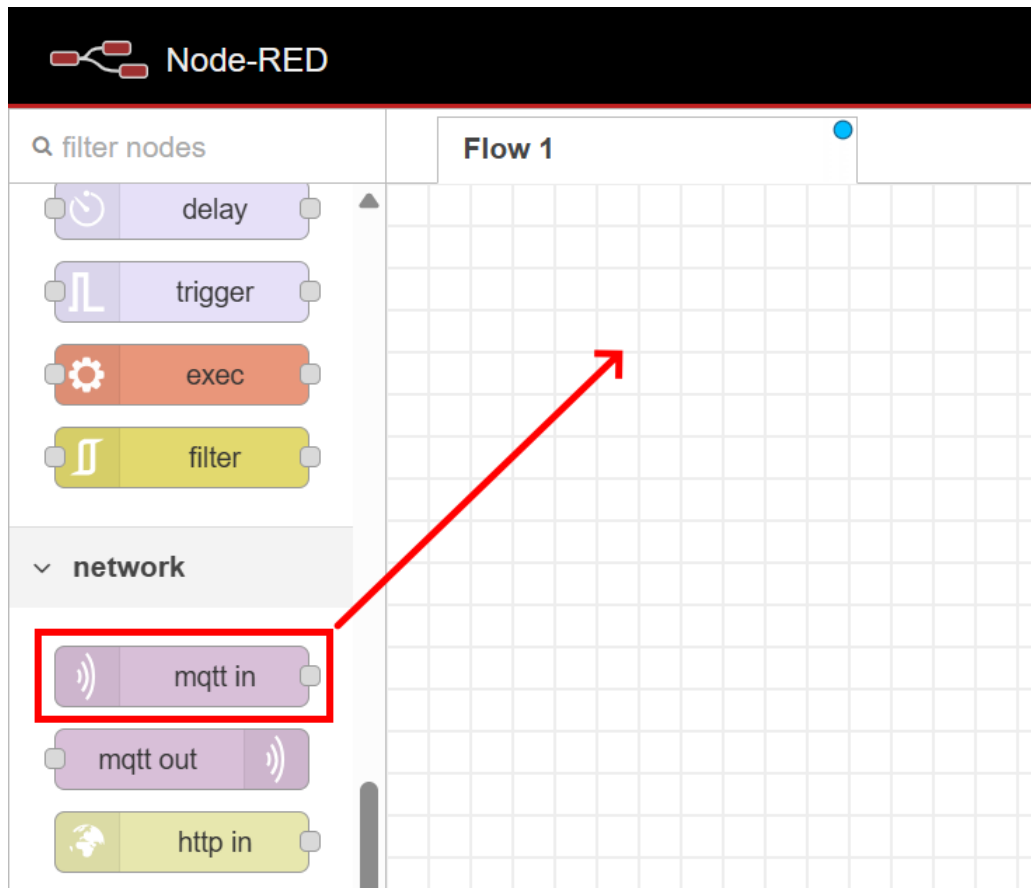 Node-RED
filter nodes
Flow 1
delay
trigger
exec
filter
network
mqtt in
mqtt out
http in